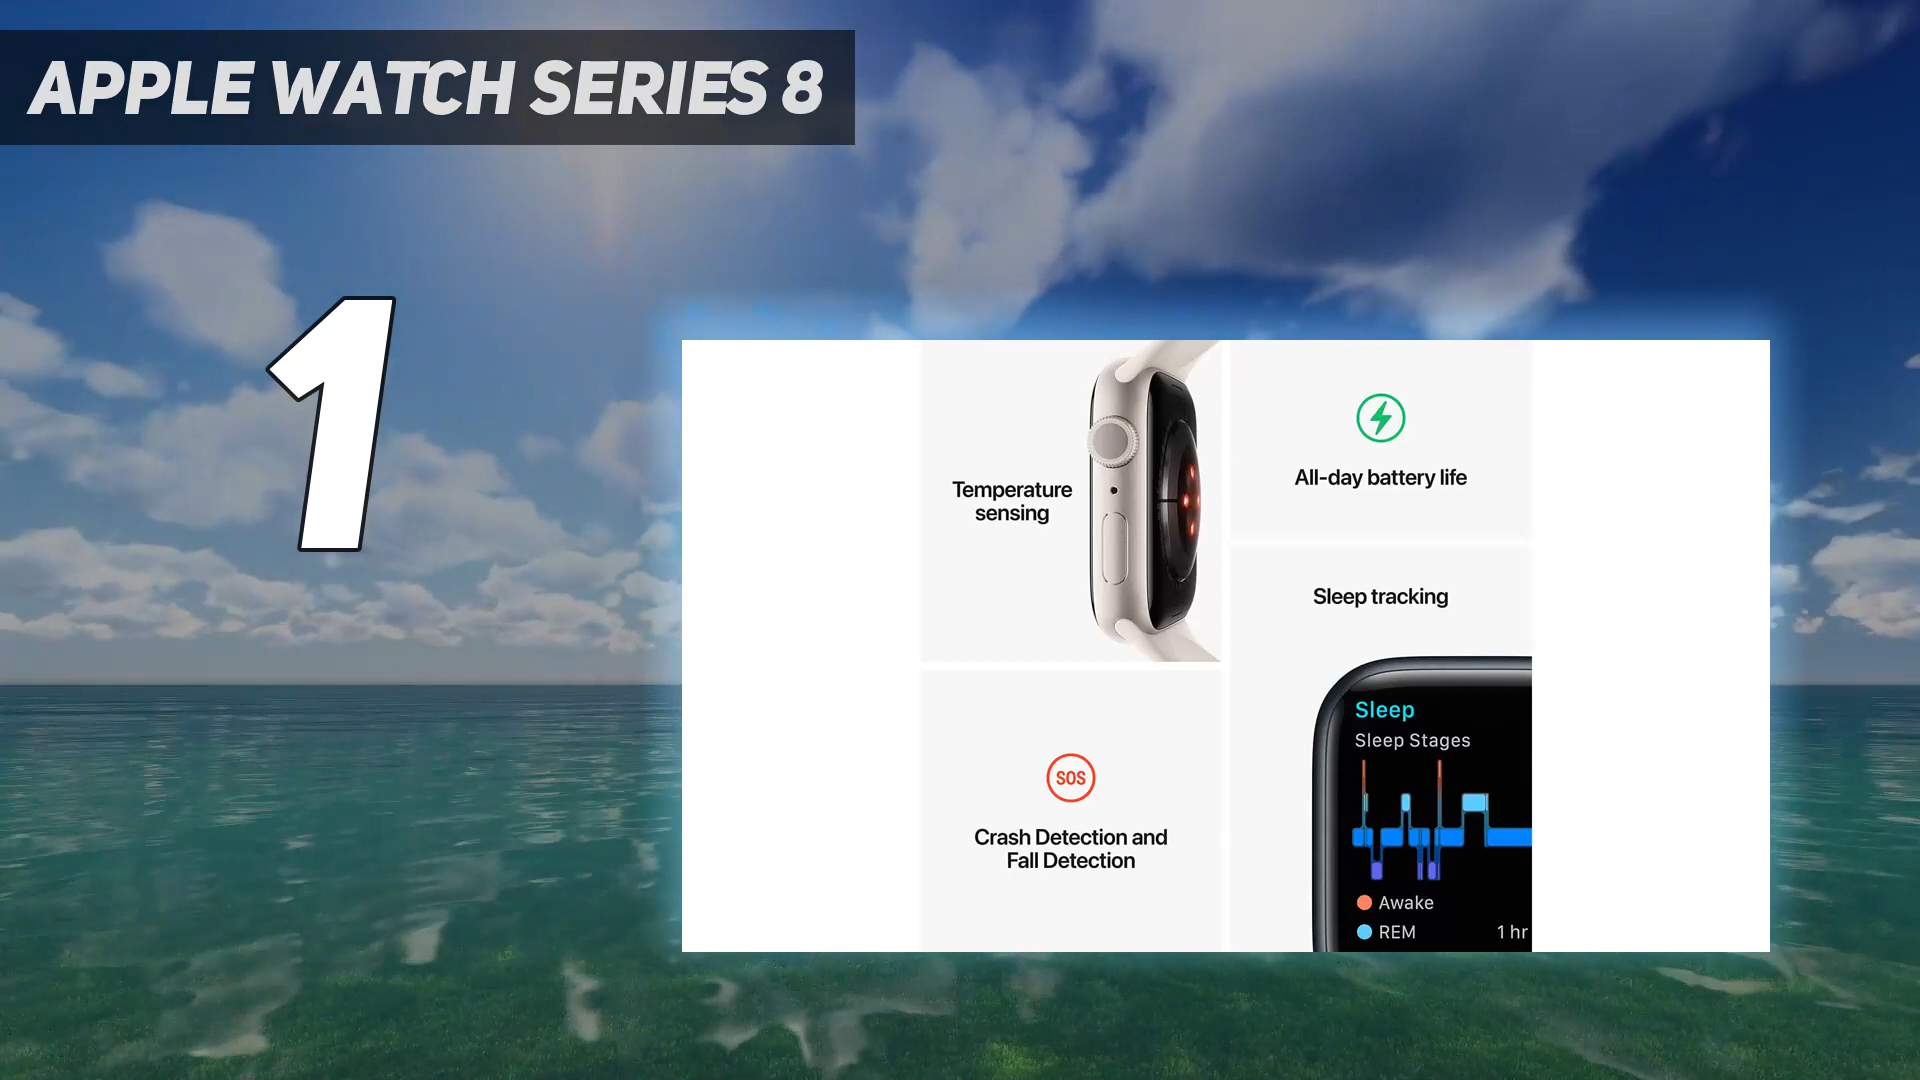 APPLE WATCH SERIES 8
1
Temperature
sensing
All-day battery life
Sleep tracking
SOS
Crash Detection and
Fall Detection
Sleep
Sleep Stages
Awake
REM
1 hr